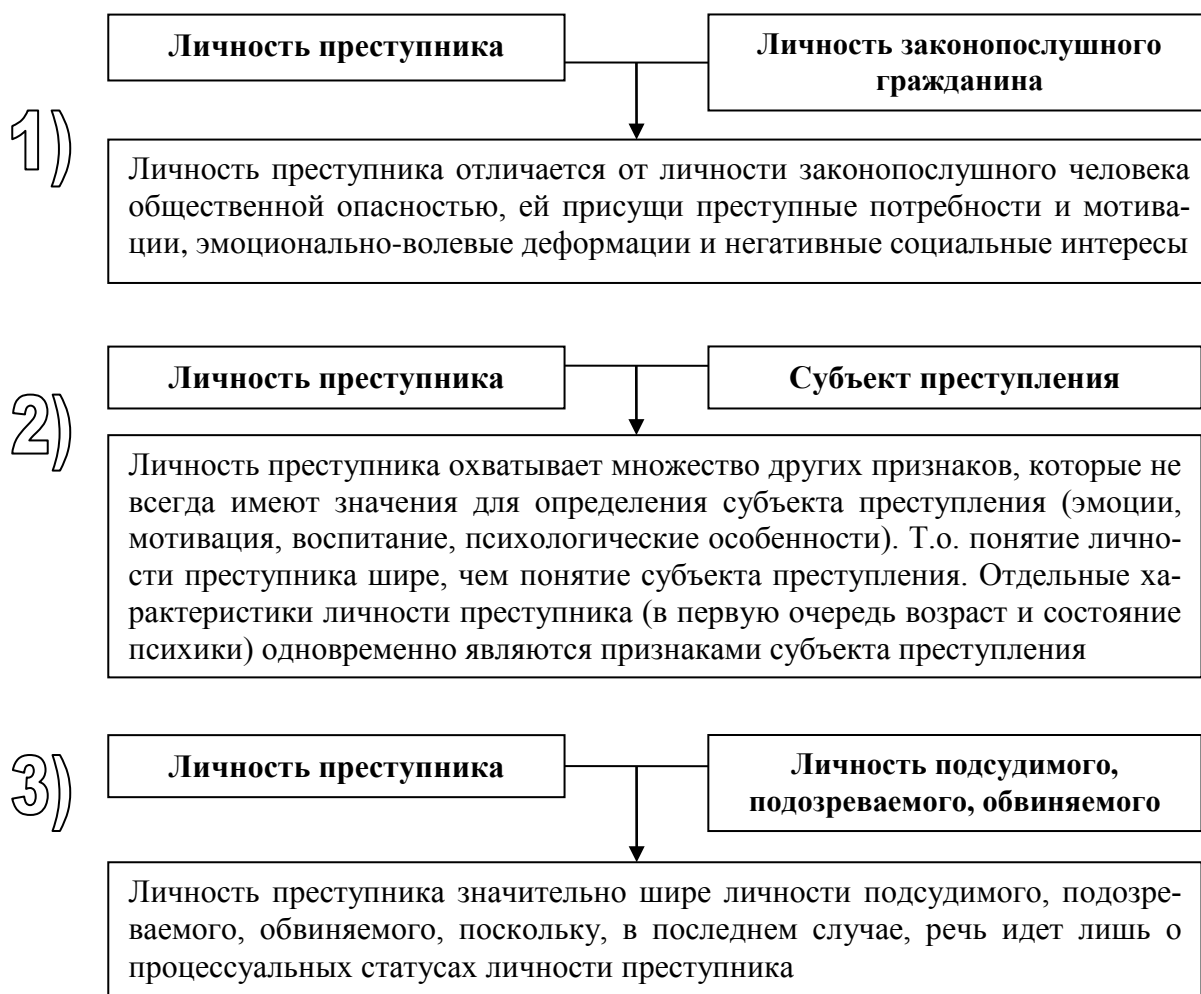 Личность преступника
Личность законопослушного
гражданина
1)
Личность преступника отличается от личности законопослушного человека
общественной опасностью, ей присущи преступные потребности и мотива-
ции, эмоционально-волевые деформации и негативные социальные интересы
Личность преступника
Субъект преступления
2)
Личность преступника охватывает множество других признаков, которые не
всегда имеют значения для определения субъекта преступления (эмоции,
мотивация, воспитание, психологические особенности). Т.о. понятие лично-
сти преступника шире, чем понятие субъекта преступления. Отдельные ха-
рактеристики личности преступника (в первую очередь возраст и состояние
психики) одновременно являются признаками субъекта преступления
3)
Личность преступника
Личность подсудимого,
подозреваемого, обвиняемого
Личность преступника значительно шире личности подсудимого, подозре-
ваемого, обвиняемого, поскольку, в последнем случае, речь идет лишь о
процессуальных статусах личности преступника